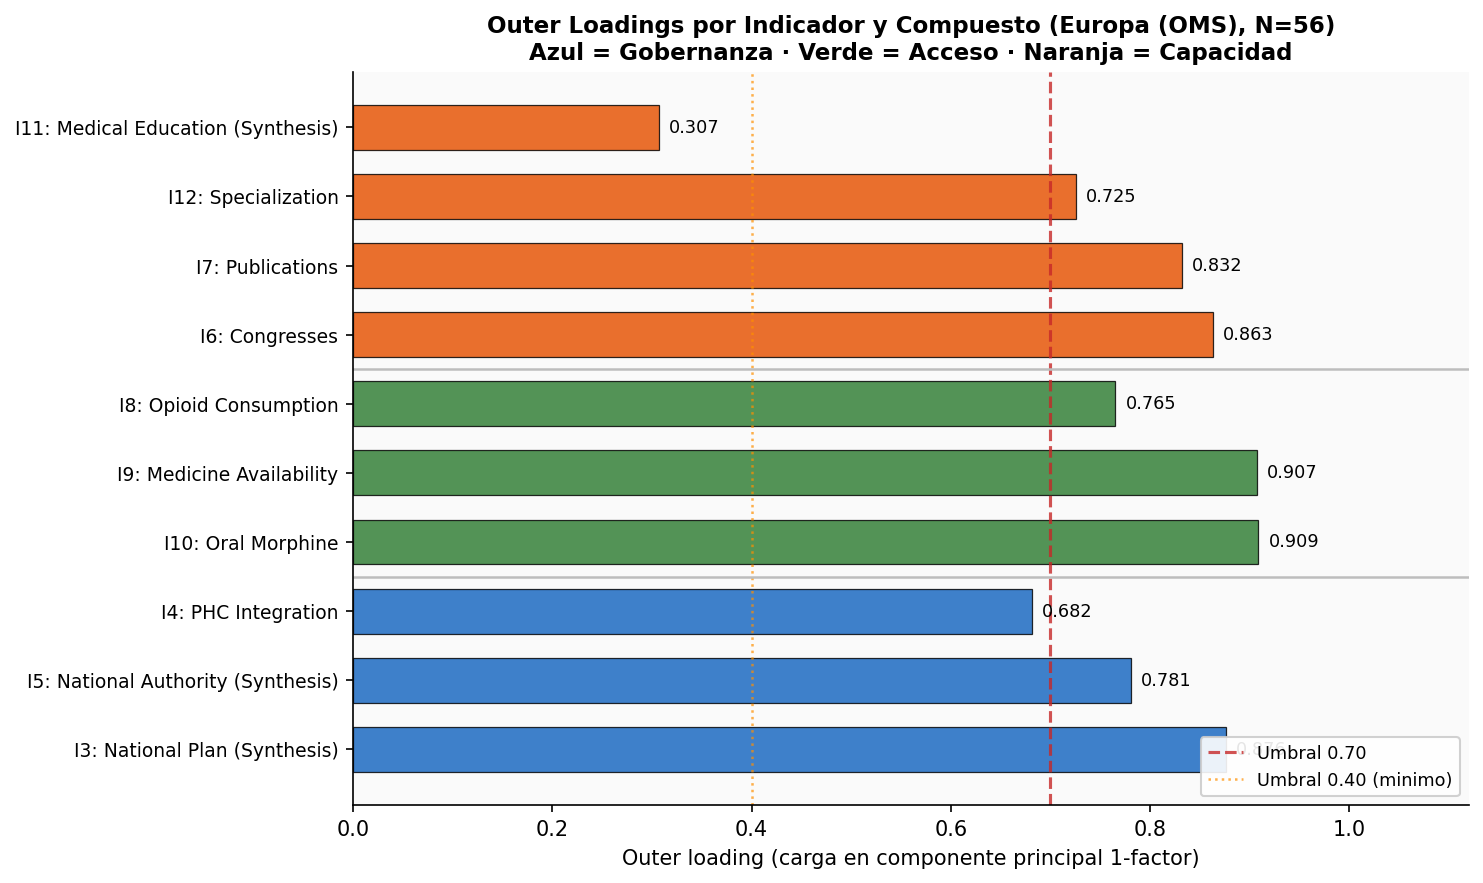 Outer Loadings por Indicador y Compuesto (Europa (OMS), N=56)
Azul = Gobernanza · Verde = Acceso · Naranja = Capacidad
I11: Medical Education (Synthesis)
0.307
I12: Specialization
0.725
I7: Publications
0.832
I6: Congresses
0.863
I8: Opioid Consumption
0.765
I9: Medicine Availability
0.907
I10: Oral Morphine
0.909
I4: PHC Integration
0.682
I5: National Authority (Synthesis)
0.781
I3: National Plan (Synthesis)
Umbral 0.70
Umbral 0.40 (minimo)
0.0 0.2 0.4 0.6 0.8 1.0
Outer loading (carga en componente principal 1-factor)